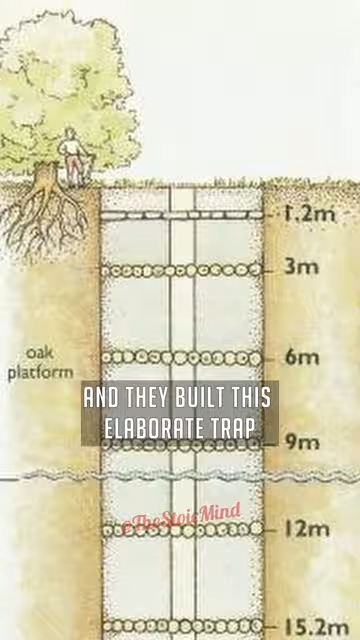 1.2m
3m
6m
oak
platform
AND THEY BUILT THIS
ELABORATE TRAP
9m
@TheStoicMind
12m
15.2m